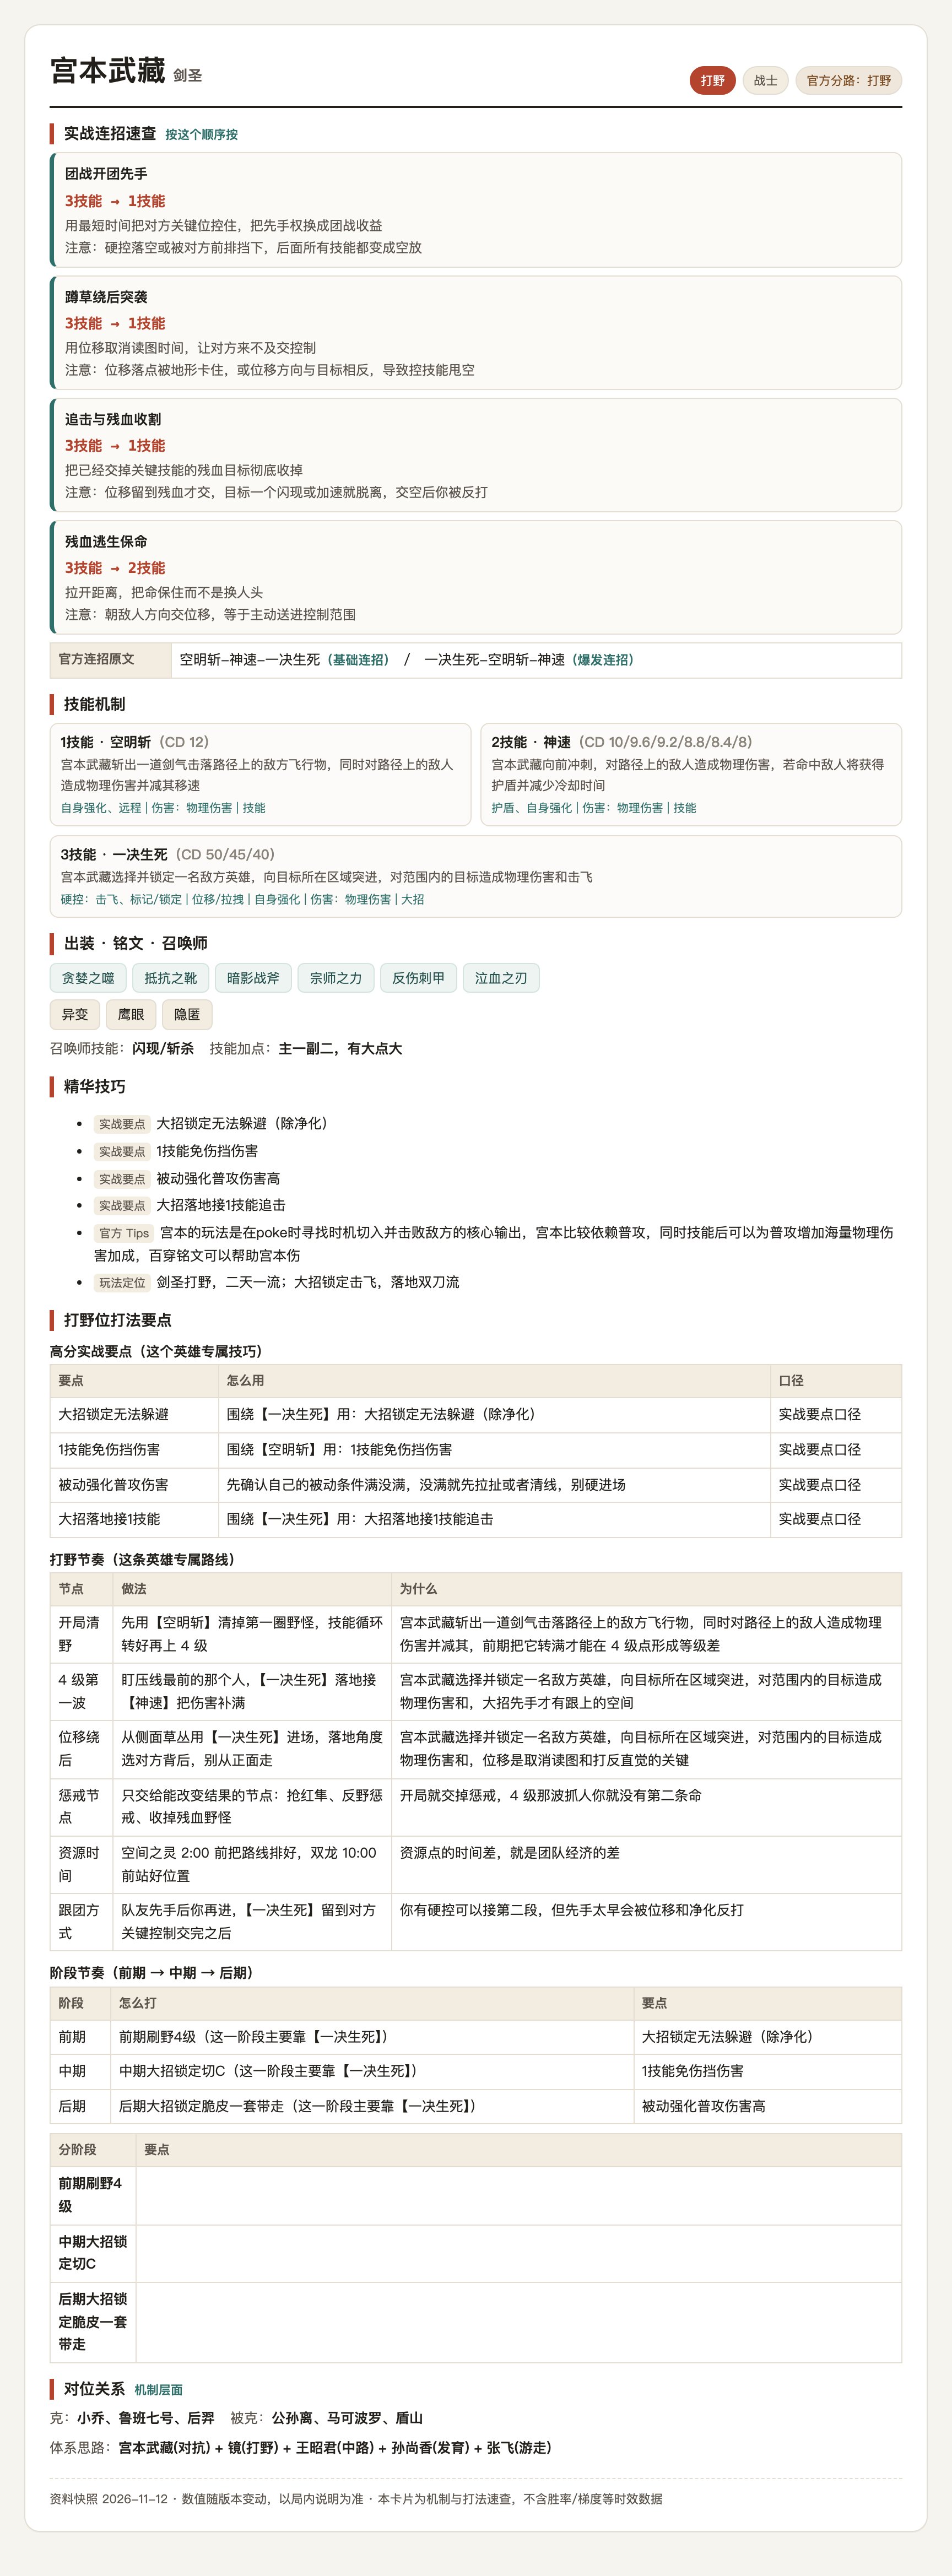 宫本武藏 剑圣
打野 战士 官方分路：打野
实战连招速查 按这个顺序按
团战开团先手
3技能 → 1技能
用最短时间把对方关键位控住，把先手权换成团战收益
注意：硬控落空或被对方前排挡下，后面所有技能都变成空放
蹲草绕后突袭
3技能 → 1技能
用位移取消读图时间，让对方来不及交控制
注意：位移落点被地形卡住，或位移方向与目标相反，导致控技能甩空
追击与残血收割
3技能 → 1技能
把已经交掉关键技能的残血目标彻底收掉
注意：位移留到残血才交，目标一个闪现或加速就脱离，交空后你被反打
残血逃生保命
3技能 → 2技能
拉开距离，把命保住而不是换人头
注意：朝敌人方向交位移，等于主动送进控制范围
官方连招原文 空明斩-神速-一决生死（基础连招） / 一决生死-空明斩-神速（爆发连招）
技能机制
1技能 · 空明斩（CD 12）
宫本武藏斩出一道剑气击落路径上的敌方飞行物，同时对路径上的敌人
造成物理伤害并减其移速
自身强化、远程 | 伤害：物理伤害 | 技能
2技能 · 神速（CD 10/9.6/9.2/8.8/8.4/8）
宫本武藏向前冲刺，对路径上的敌人造成物理伤害，若命中敌人将获得
护盾并减少冷却时间
护盾、自身强化 | 伤害：物理伤害 | 技能
3技能 · 一决生死（CD 50/45/40）
宫本武藏选择并锁定一名敌方英雄，向目标所在区域突进，对范围内的目标造成物理伤害和击飞
硬控：击飞、标记/锁定 | 位移/拉拽 | 自身强化 | 伤害：物理伤害 | 大招
出装 · 铭文 · 召唤师
贪婪之噬 抵抗之靴 暗影战斧 宗师之力 反伤刺甲 泣血之刃
异变 鹰眼 隐匿
召唤师技能：闪现/斩杀 技能加点：主一副二，有大点大
精华技巧
• 实战要点 大招锁定无法躲避（除净化）
• 实战要点 1技能免伤挡伤害
• 实战要点 被动强化普攻伤害高
• 实战要点 大招落地接1技能追击
• 官方 Tips 宫本的玩法是在poke时寻找时机切入并击败敌方的核心输出，宫本比较依赖普攻，同时技能后可以为普攻增加海量物理伤
害加成，百穿铭文可以帮助宫本伤
• 玩法定位 剑圣打野，二天一流；大招锁定击飞，落地双刀流
打野位打法要点
高分实战要点（这个英雄专属技巧）
要点 怎么用 口径
大招锁定无法躲避 围绕【一决生死】用：大招锁定无法躲避（除净化） 实战要点口径
1技能免伤挡伤害 围绕【空明斩】用：1技能免伤挡伤害 实战要点口径
被动强化普攻伤害 先确认自己的被动条件满没满，没满就先拉扯或者清线，别硬进场 实战要点口径
大招落地接1技能 围绕【一决生死】用：大招落地接1技能追击 实战要点口径
打野节奏（这条英雄专属路线）
节点 做法 为什么
开局清
野
先用【空明斩】清掉第一圈野怪，技能循环
转好再上 4 级
宫本武藏斩出一道剑气击落路径上的敌方飞行物，同时对路径上的敌人造成物理
伤害并减其，前期把它转满才能在 4 级点形成等级差
4 级第
一波
盯压线最前的那个人，【一决生死】落地接
【神速】把伤害补满
宫本武藏选择并锁定一名敌方英雄，向目标所在区域突进，对范围内的目标造成
物理伤害和，大招先手才有跟上的空间
位移绕
后
从侧面草丛用【一决生死】进场，落地角度
选对方背后，别从正面走
宫本武藏选择并锁定一名敌方英雄，向目标所在区域突进，对范围内的目标造成
物理伤害和，位移是取消读图和打反直觉的关键
惩戒节
点
只交给能改变结果的节点：抢红隼、反野惩
戒、收掉残血野怪
开局就交掉惩戒，4 级那波抓人你就没有第二条命
资源时
间
空间之灵 2:00 前把路线排好，双龙 10:00
前站好位置
资源点的时间差，就是团队经济的差
跟团方
式
队友先手后你再进，【一决生死】留到对方
关键控制交完之后
你有硬控可以接第二段，但先手太早会被位移和净化反打
阶段节奏（前期 → 中期 → 后期）
阶段 怎么打 要点
前期 前期刷野4级（这一阶段主要靠【一决生死】） 大招锁定无法躲避（除净化）
中期 中期大招锁定切C（这一阶段主要靠【一决生死】） 1技能免伤挡伤害
后期 后期大招锁定脆皮一套带走（这一阶段主要靠【一决生死】） 被动强化普攻伤害高
分阶段 要点
前期刷野4
级
中期大招锁
定切C
后期大招锁
定脆皮一套
带走
对位关系 机制层面
克：小乔、鲁班七号、后羿 被克：公孙离、马可波罗、盾山
体系思路：宫本武藏(对抗) + 镜(打野) + 王昭君(中路) + 孙尚香(发育) + 张飞(游走)
资料快照 2026-11-12 · 数值随版本变动，以局内说明为准 · 本卡片为机制与打法速查，不含胜率/梯度等时效数据